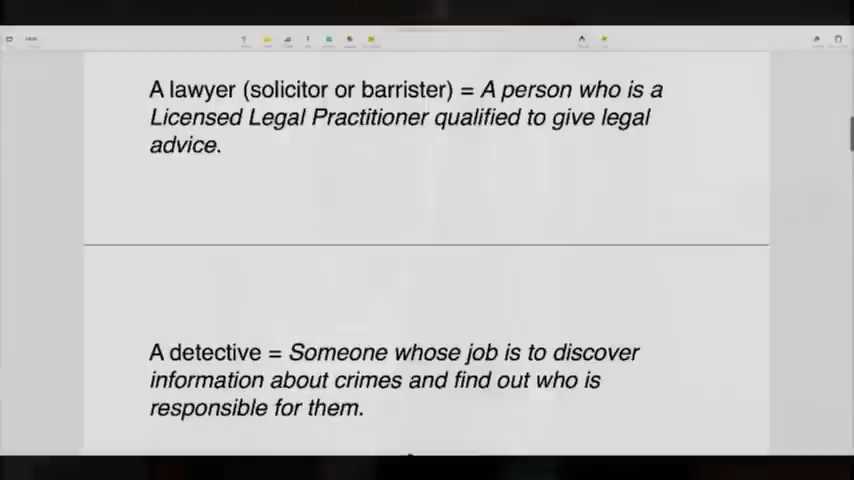 A lawyer (solicitor or barrister) = A person who is a
Licensed Legal Practitioner qualified to give legal
advice.
A detective = Someone whose job is to discover
information about crimes and find out who is
responsible for them.